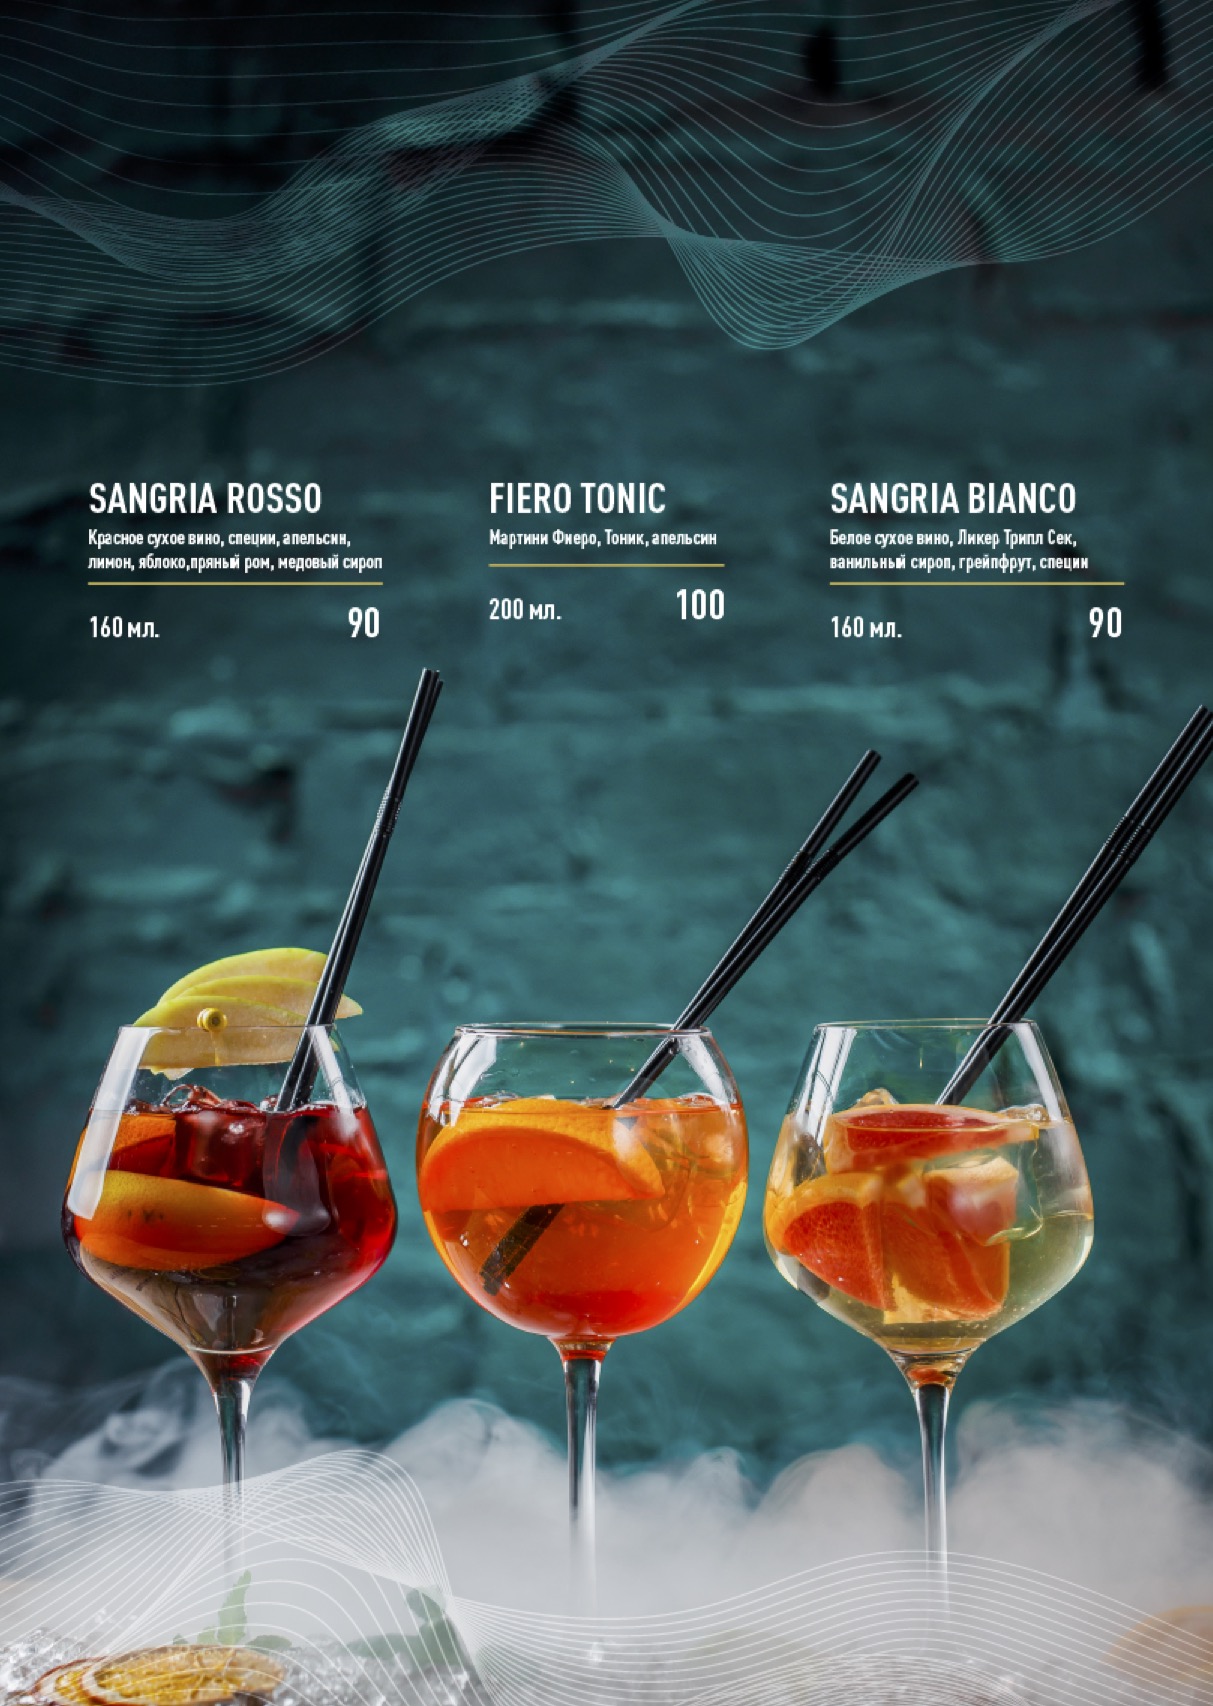 SANGRIA ROSSO
Красное сухое вино, специи, апельсин,
лимон, яблоко,пряный ром, медовый сироп
160 мл.
90
FIERO TONIC
Мартини Фиеро, Тоник, апельсин
200 мл.
100
SANGRIA BIANCO
Белое сухое вино, Ликер Трипл Сек,
ванильный сироп, грейпфрут, специи
160 мл.
90